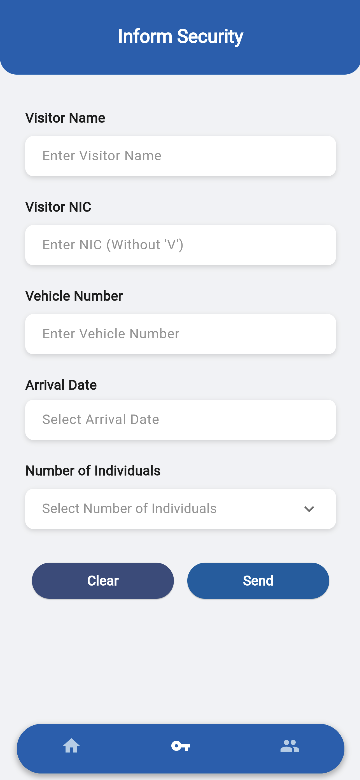 Inform Security
Visitor Name
Enter Visitor Name
Visitor NIC
Enter NIC (Without 'V')
Vehicle Number
Enter Vehicle Number
Arrival Date
Select Arrival Date
Number of Individuals
Select Number of Individuals
Clear
Send